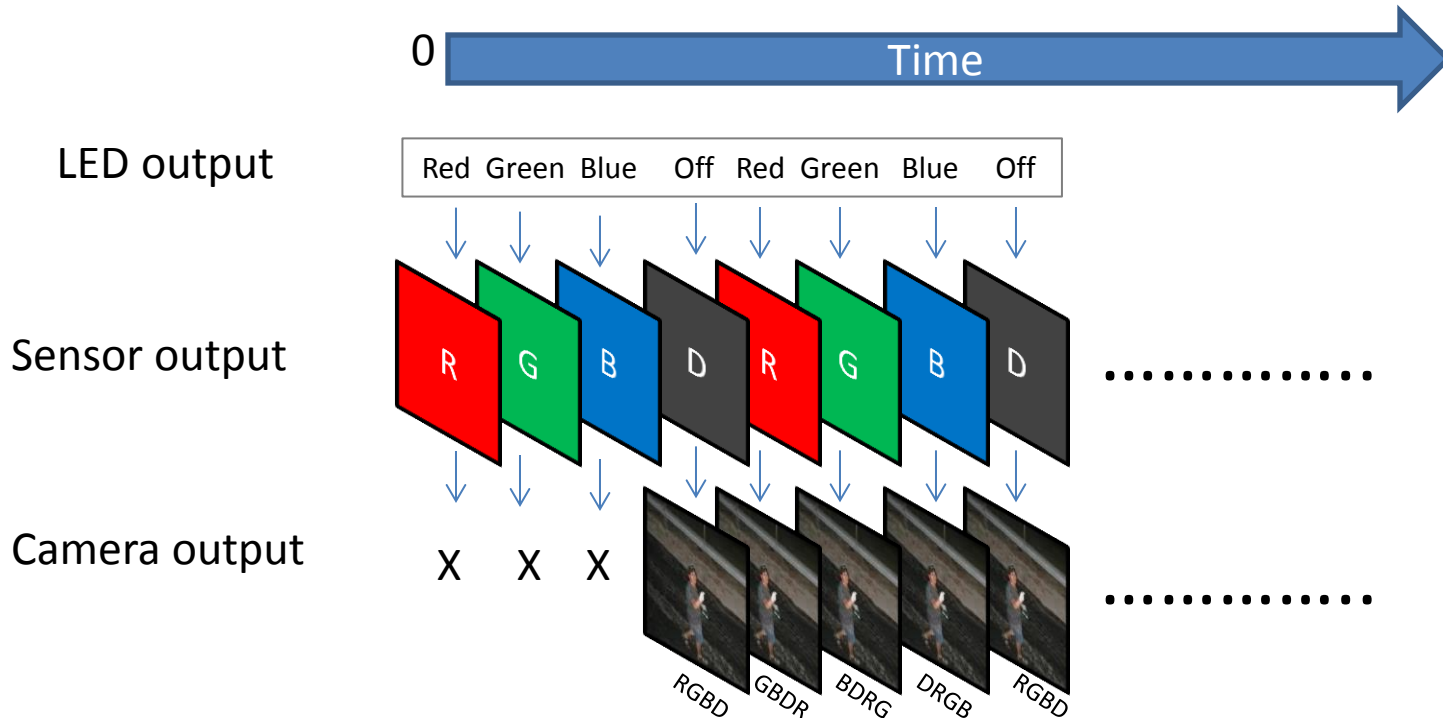 0 Time
LED output Red Green Blue Off Red Green Blue Off
Sensor output R G B D R G B D ..............
Camera output X X X ..............
RGBD GBDR BDRG DRGB RGBD